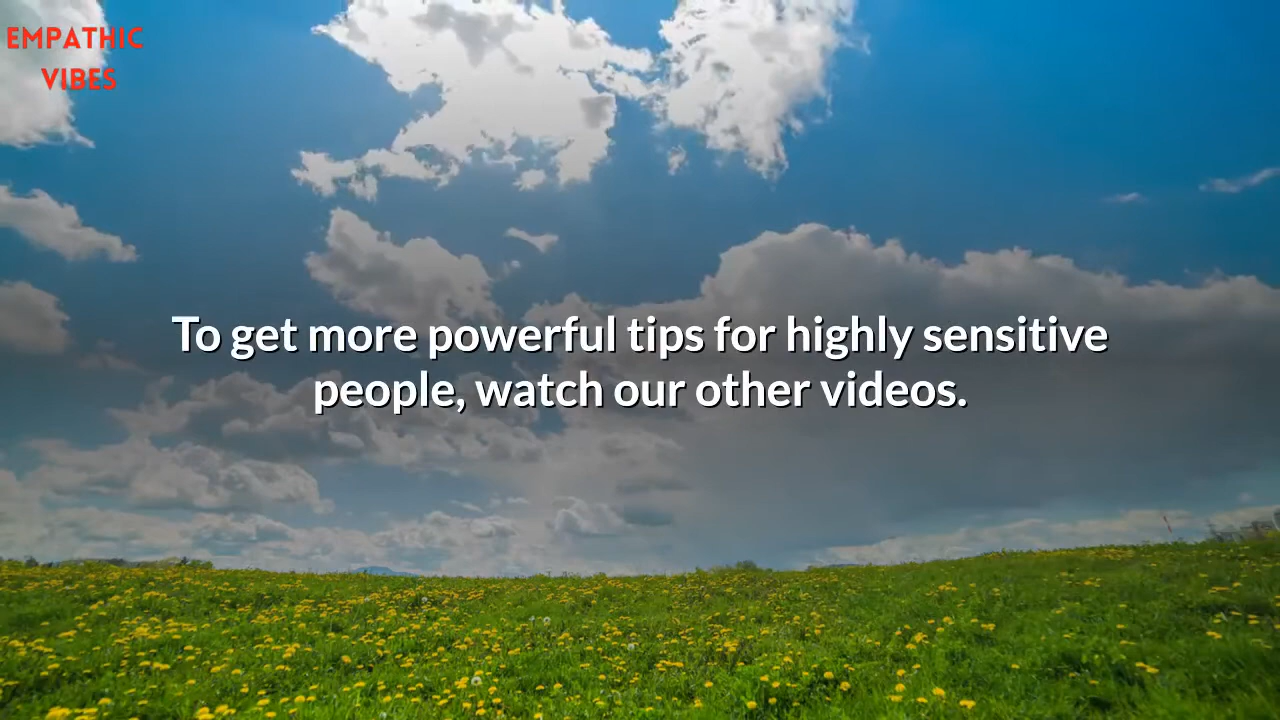 EMPATHIC
VIBES
To get more powerful tips for highly sensitive
people, watch our other videos.